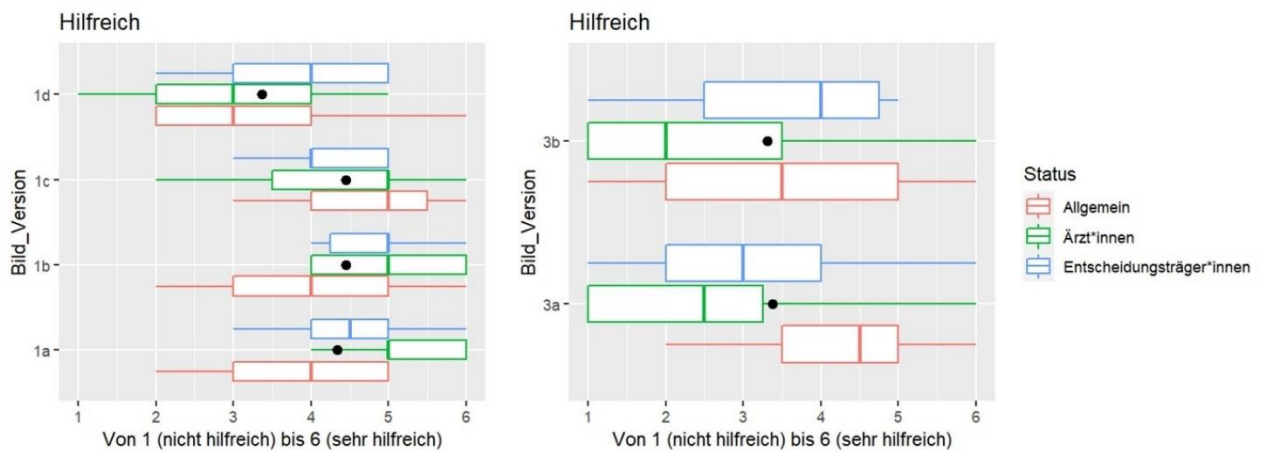 Hilfreich
Bild_Version
1d
1c
1b
1a
1 2 3 4 5 6
Von 1 (nicht hilfreich) bis 6 (sehr hilfreich)
Hilfreich
Bild_Version
3b
3a
1 2 3 4 5 6
Von 1 (nicht hilfreich) bis 6 (sehr hilfreich)
Status
Allgemein
Ärzt*innen
Entscheidungsträger*innen